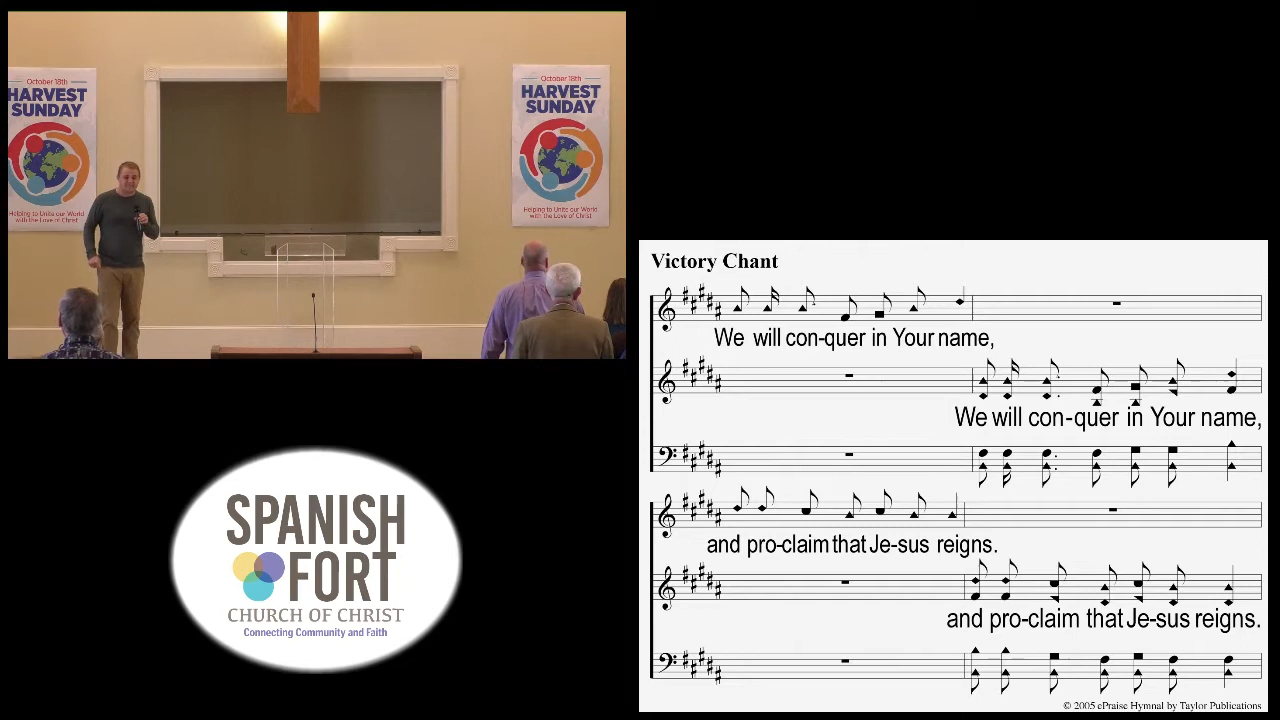 October 18th
HARVEST
SUNDAY
Helping to Unite our World
with the Love of Christ
October 18th
HARVEST
SUNDAY
Helping to Unite our World
with the Love of Christ
SPANISH
FORT
CHURCH OF CHRIST
Connecting Community and Faith
Victory Chant
We will con-quer in Your name,
We will con-quer in Your name,
and pro-claim that Je-sus reigns.
and pro-claim that Je-sus reigns.
© 2005 ePraise Hymnal by Taylor Publications